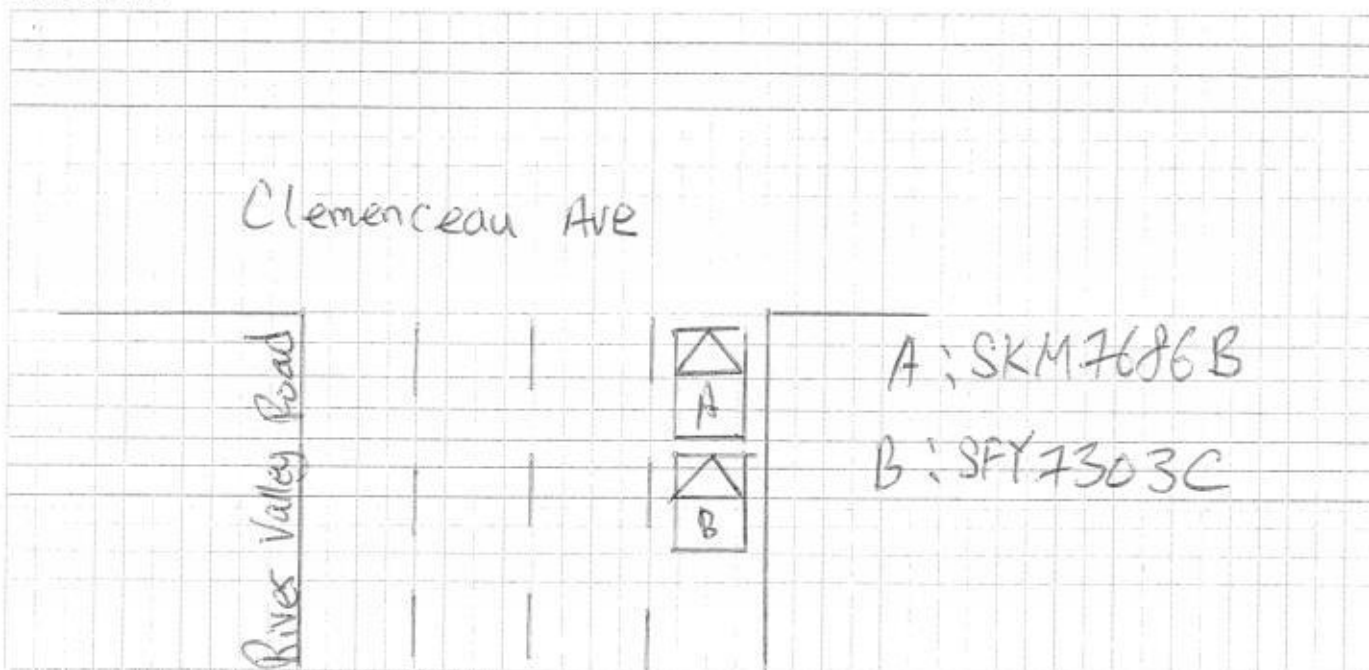 Clemenceau Ave
River Valley Road
A
B
A: SKM7686B
B: SFY7303C